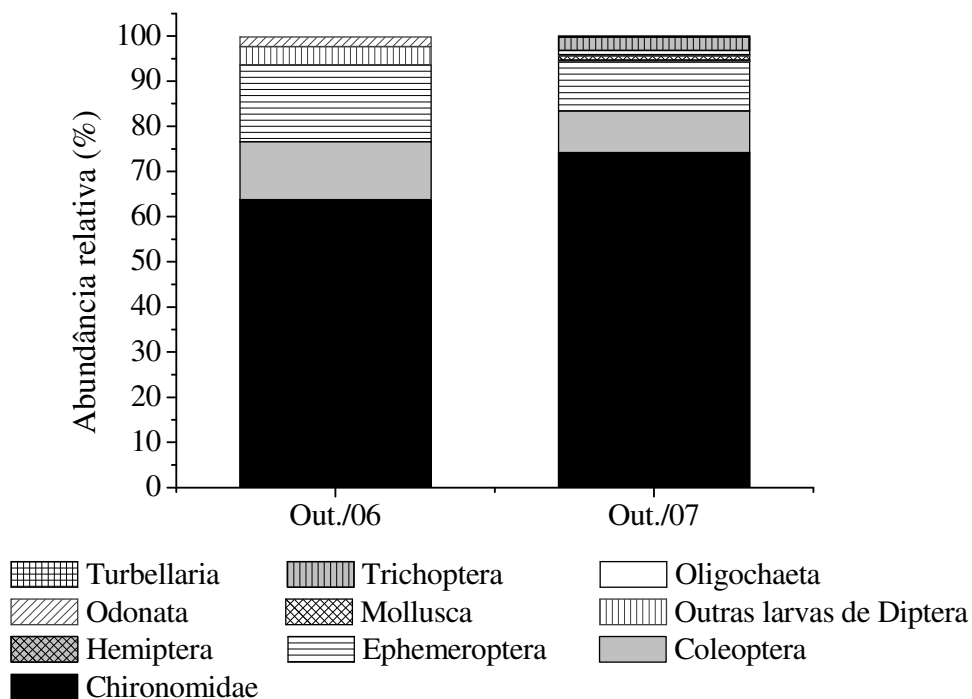 Abundância relativa (%)
100
90
80
70
60
50
40
30
20
10
0
Out./06 Out./07
Turbellaria Trichoptera Oligochaeta
Odonata Mollusca Outras larvas de Diptera
Hemiptera Ephemeroptera Coleoptera
Chironomidae